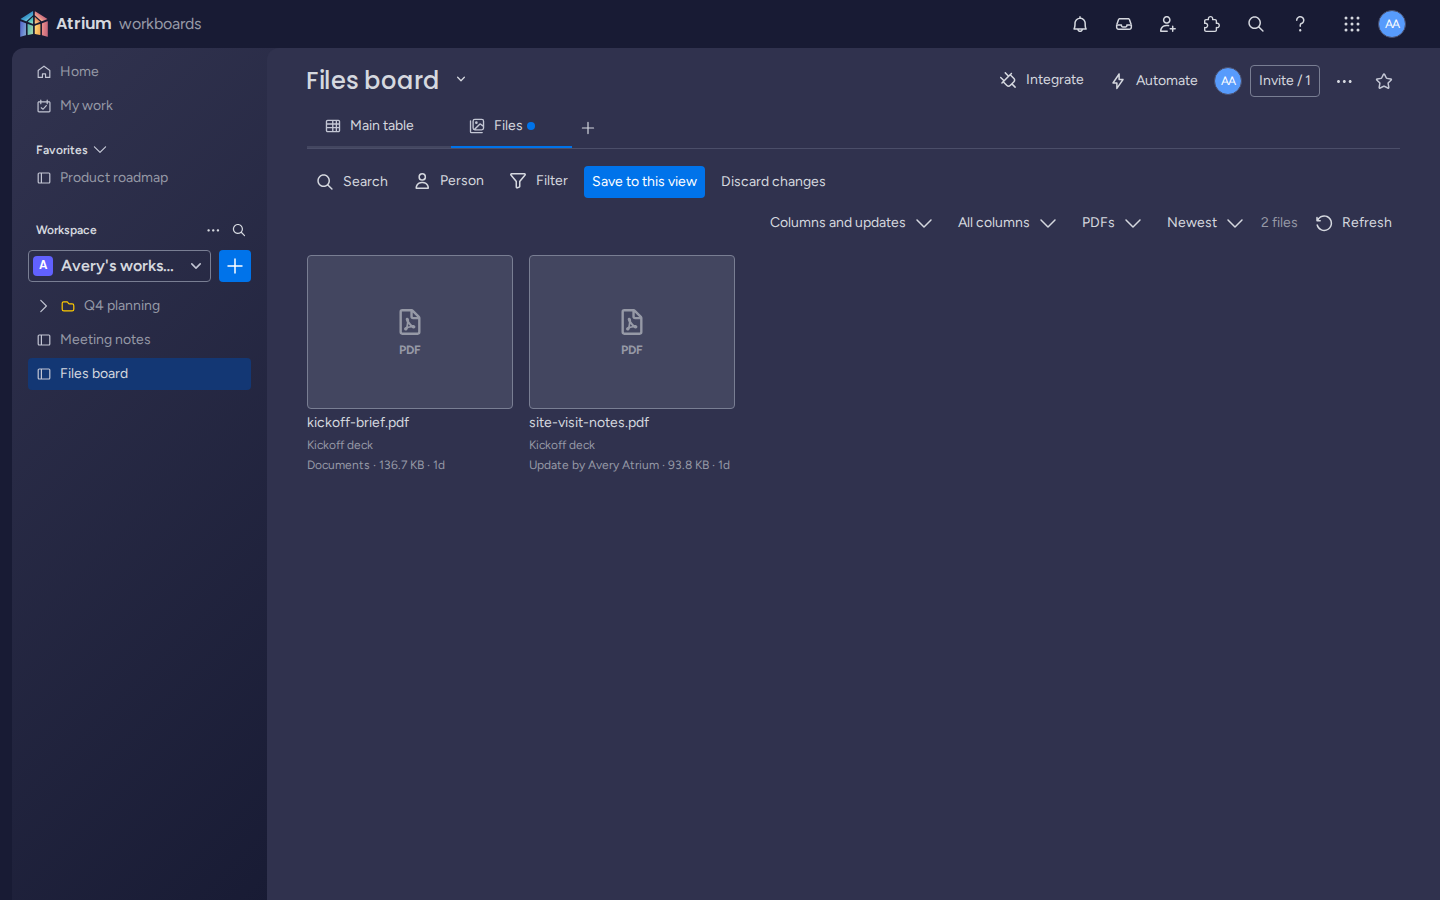 Atrium workboards
AA
Home
My work
Favorites
Product roadmap
Workspace
A Avery's works...
Q4 planning
Meeting notes
Files board
Files board
Integrate
Automate
AA
Invite / 1
Main table
Files
Search
Person
Filter
Save to this view
Discard changes
Columns and updates
All columns
PDFs
Newest
2 files
Refresh
PDF
kickoff-brief.pdf
Kickoff deck
Documents · 136.7 KB · 1d
PDF
site-visit-notes.pdf
Kickoff deck
Update by Avery Atrium · 93.8 KB · 1d